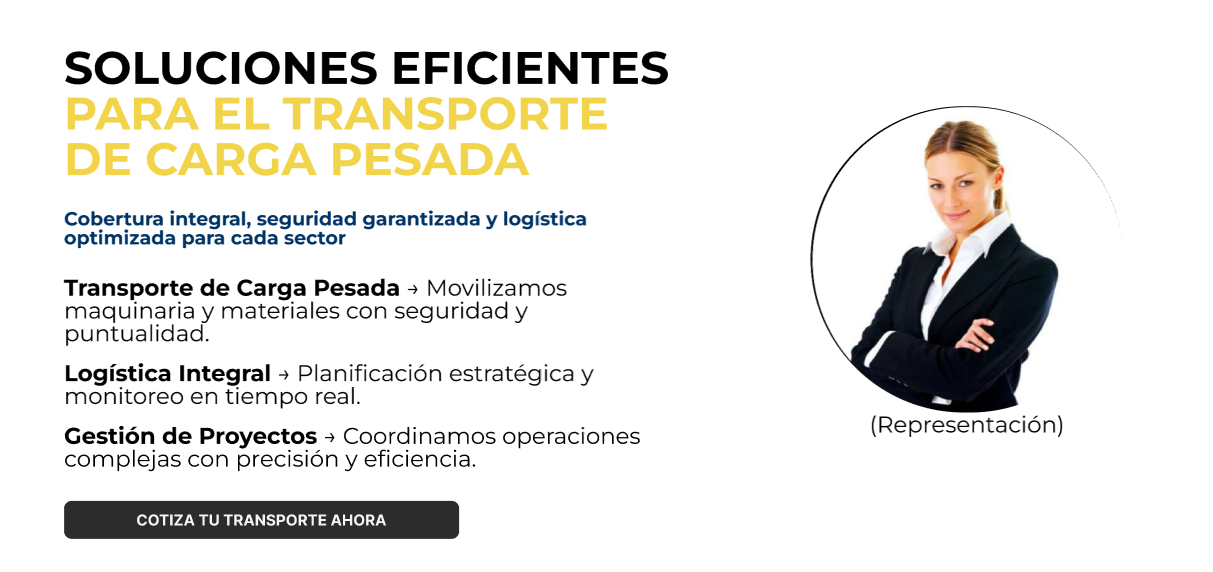 SOLUCIONES EFICIENTES
PARA EL TRANSPORTE
DE CARGA PESADA
Cobertura integral, seguridad garantizada y logística
optimizada para cada sector
Transporte de Carga Pesada → Movilizamos
maquinaria y materiales con seguridad y
puntualidad.
Logística Integral → Planificación estratégica y
monitoreo en tiempo real.
Gestión de Proyectos → Coordinamos operaciones
complejas con precisión y eficiencia.
COTIZA TU TRANSPORTE AHORA
(Representación)